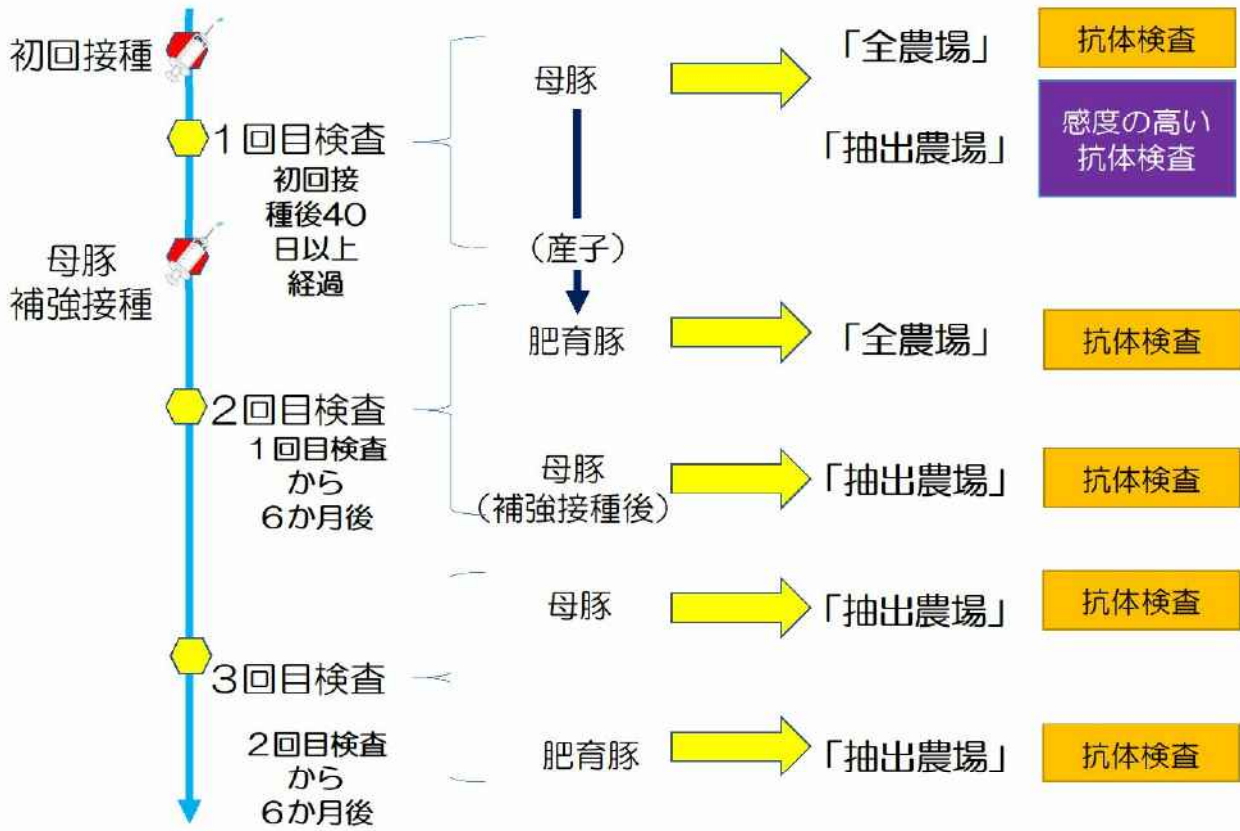 初回接種
1回目検査
初回接
種後40
日以上
経過
母豚
「全農場」
抗体検査
「抽出農場」
感度の高い
抗体検査
(産子)
母豚
補強接種
2回目検査
1回目検査
から
6か月後
肥育豚
「全農場」
抗体検査
母豚
(補強接種後)
「抽出農場」
抗体検査
3回目検査
2回目検査
から
6か月後
母豚
「抽出農場」
抗体検査
肥育豚
「抽出農場」
抗体検査